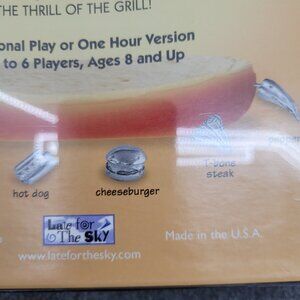 THE THRILL OF THE GRILL!
onal Play or One Hour Version
to 6 Players, Ages 8 and Up
hot dog
cheeseburger
T-bone
steak
Late for
The Sky
Made in the U.S.A.
www.lateforthesky.com